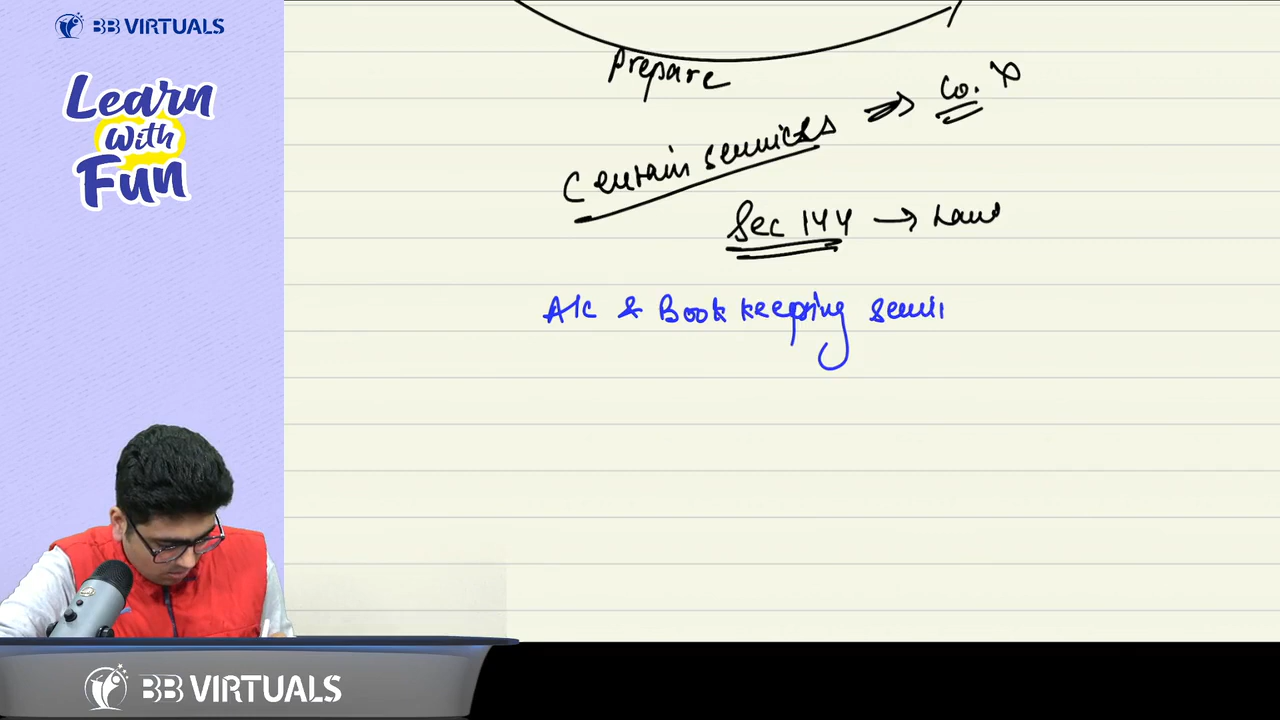 BB VIRTUALS
Learn
With
Fun
Prepare
Certain services → Co. X
Sec 144 → Law
A/c & Book keeping servi
BB VIRTUALS